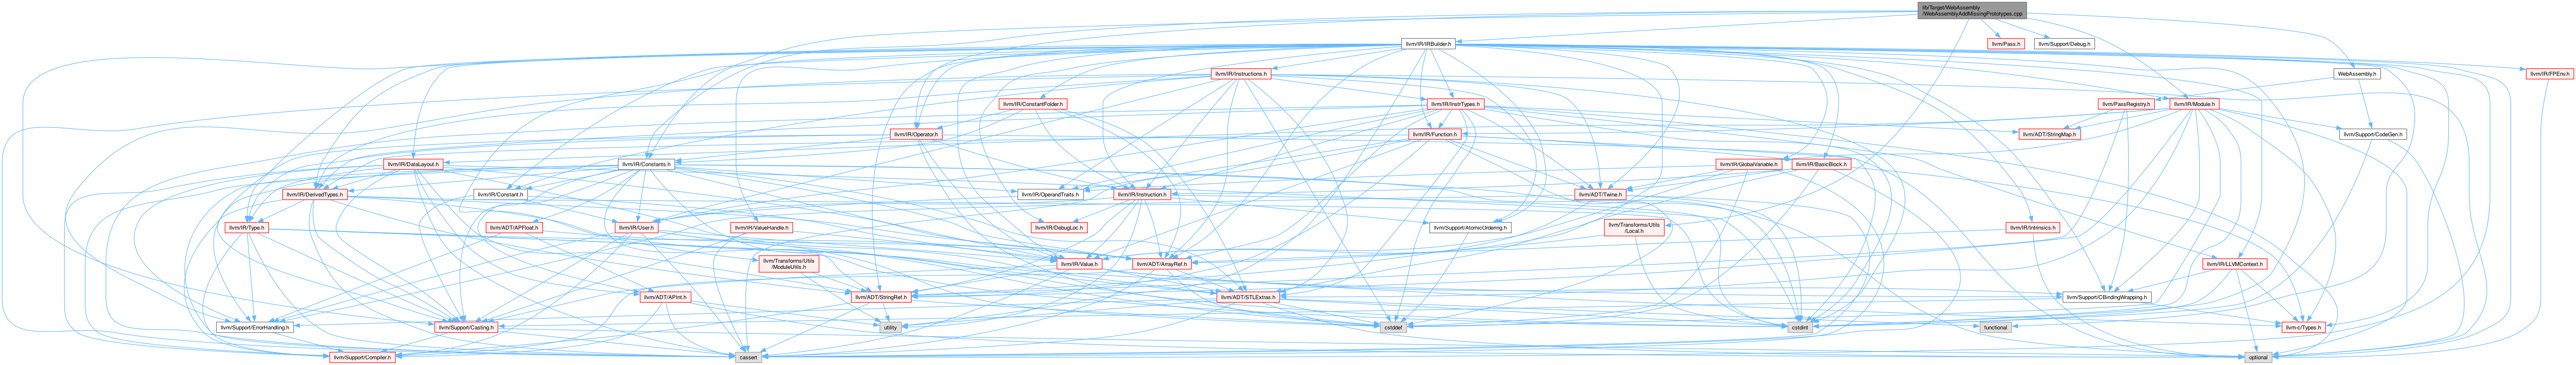 lib/Target/WebAssembly
/WebAssemblyAddMissingPrototypes.cpp
llvm/IR/IRBuilder.h
llvm/Pass.h
llvm/Support/Debug.h
llvm/IR/Instructions.h
WebAssembly.h
llvm/IR/FPEnv.h
llvm/IR/ConstantFolder.h
llvm/IR/InstrTypes.h
llvm/PassRegistry.h
llvm/IR/Module.h
llvm/IR/Operator.h
llvm/IR/Function.h
llvm/ADT/StringMap.h
llvm/Support/CodeGen.h
llvm/IR/DataLayout.h
llvm/IR/Constants.h
llvm/IR/GlobalVariable.h
llvm/IR/BasicBlock.h
llvm/IR/DerivedTypes.h
llvm/IR/Constant.h
llvm/IR/OperandTraits.h
llvm/IR/Instruction.h
llvm/ADT/Twine.h
llvm/IR/Type.h
llvm/ADT/APFloat.h
llvm/IR/User.h
llvm/IR/ValueHandle.h
llvm/IR/DebugLoc.h
llvm/Support/AtomicOrdering.h
llvm/Transforms/Utils
/Local.h
llvm/IR/Intrinsics.h
llvm/Transforms/Utils
/ModuleUtils.h
llvm/IR/Value.h
llvm/ADT/ArrayRef.h
llvm/IR/LLVMContext.h
llvm/ADT/APInt.h
llvm/ADT/StringRef.h
llvm/ADT/STLExtras.h
llvm/Support/CBindingWrapping.h
llvm/Support/ErrorHandling.h
llvm/Support/Casting.h
utility
cstddef
cstdint
functional
llvm-c/Types.h
llvm/Support/Compiler.h
cassert
optional